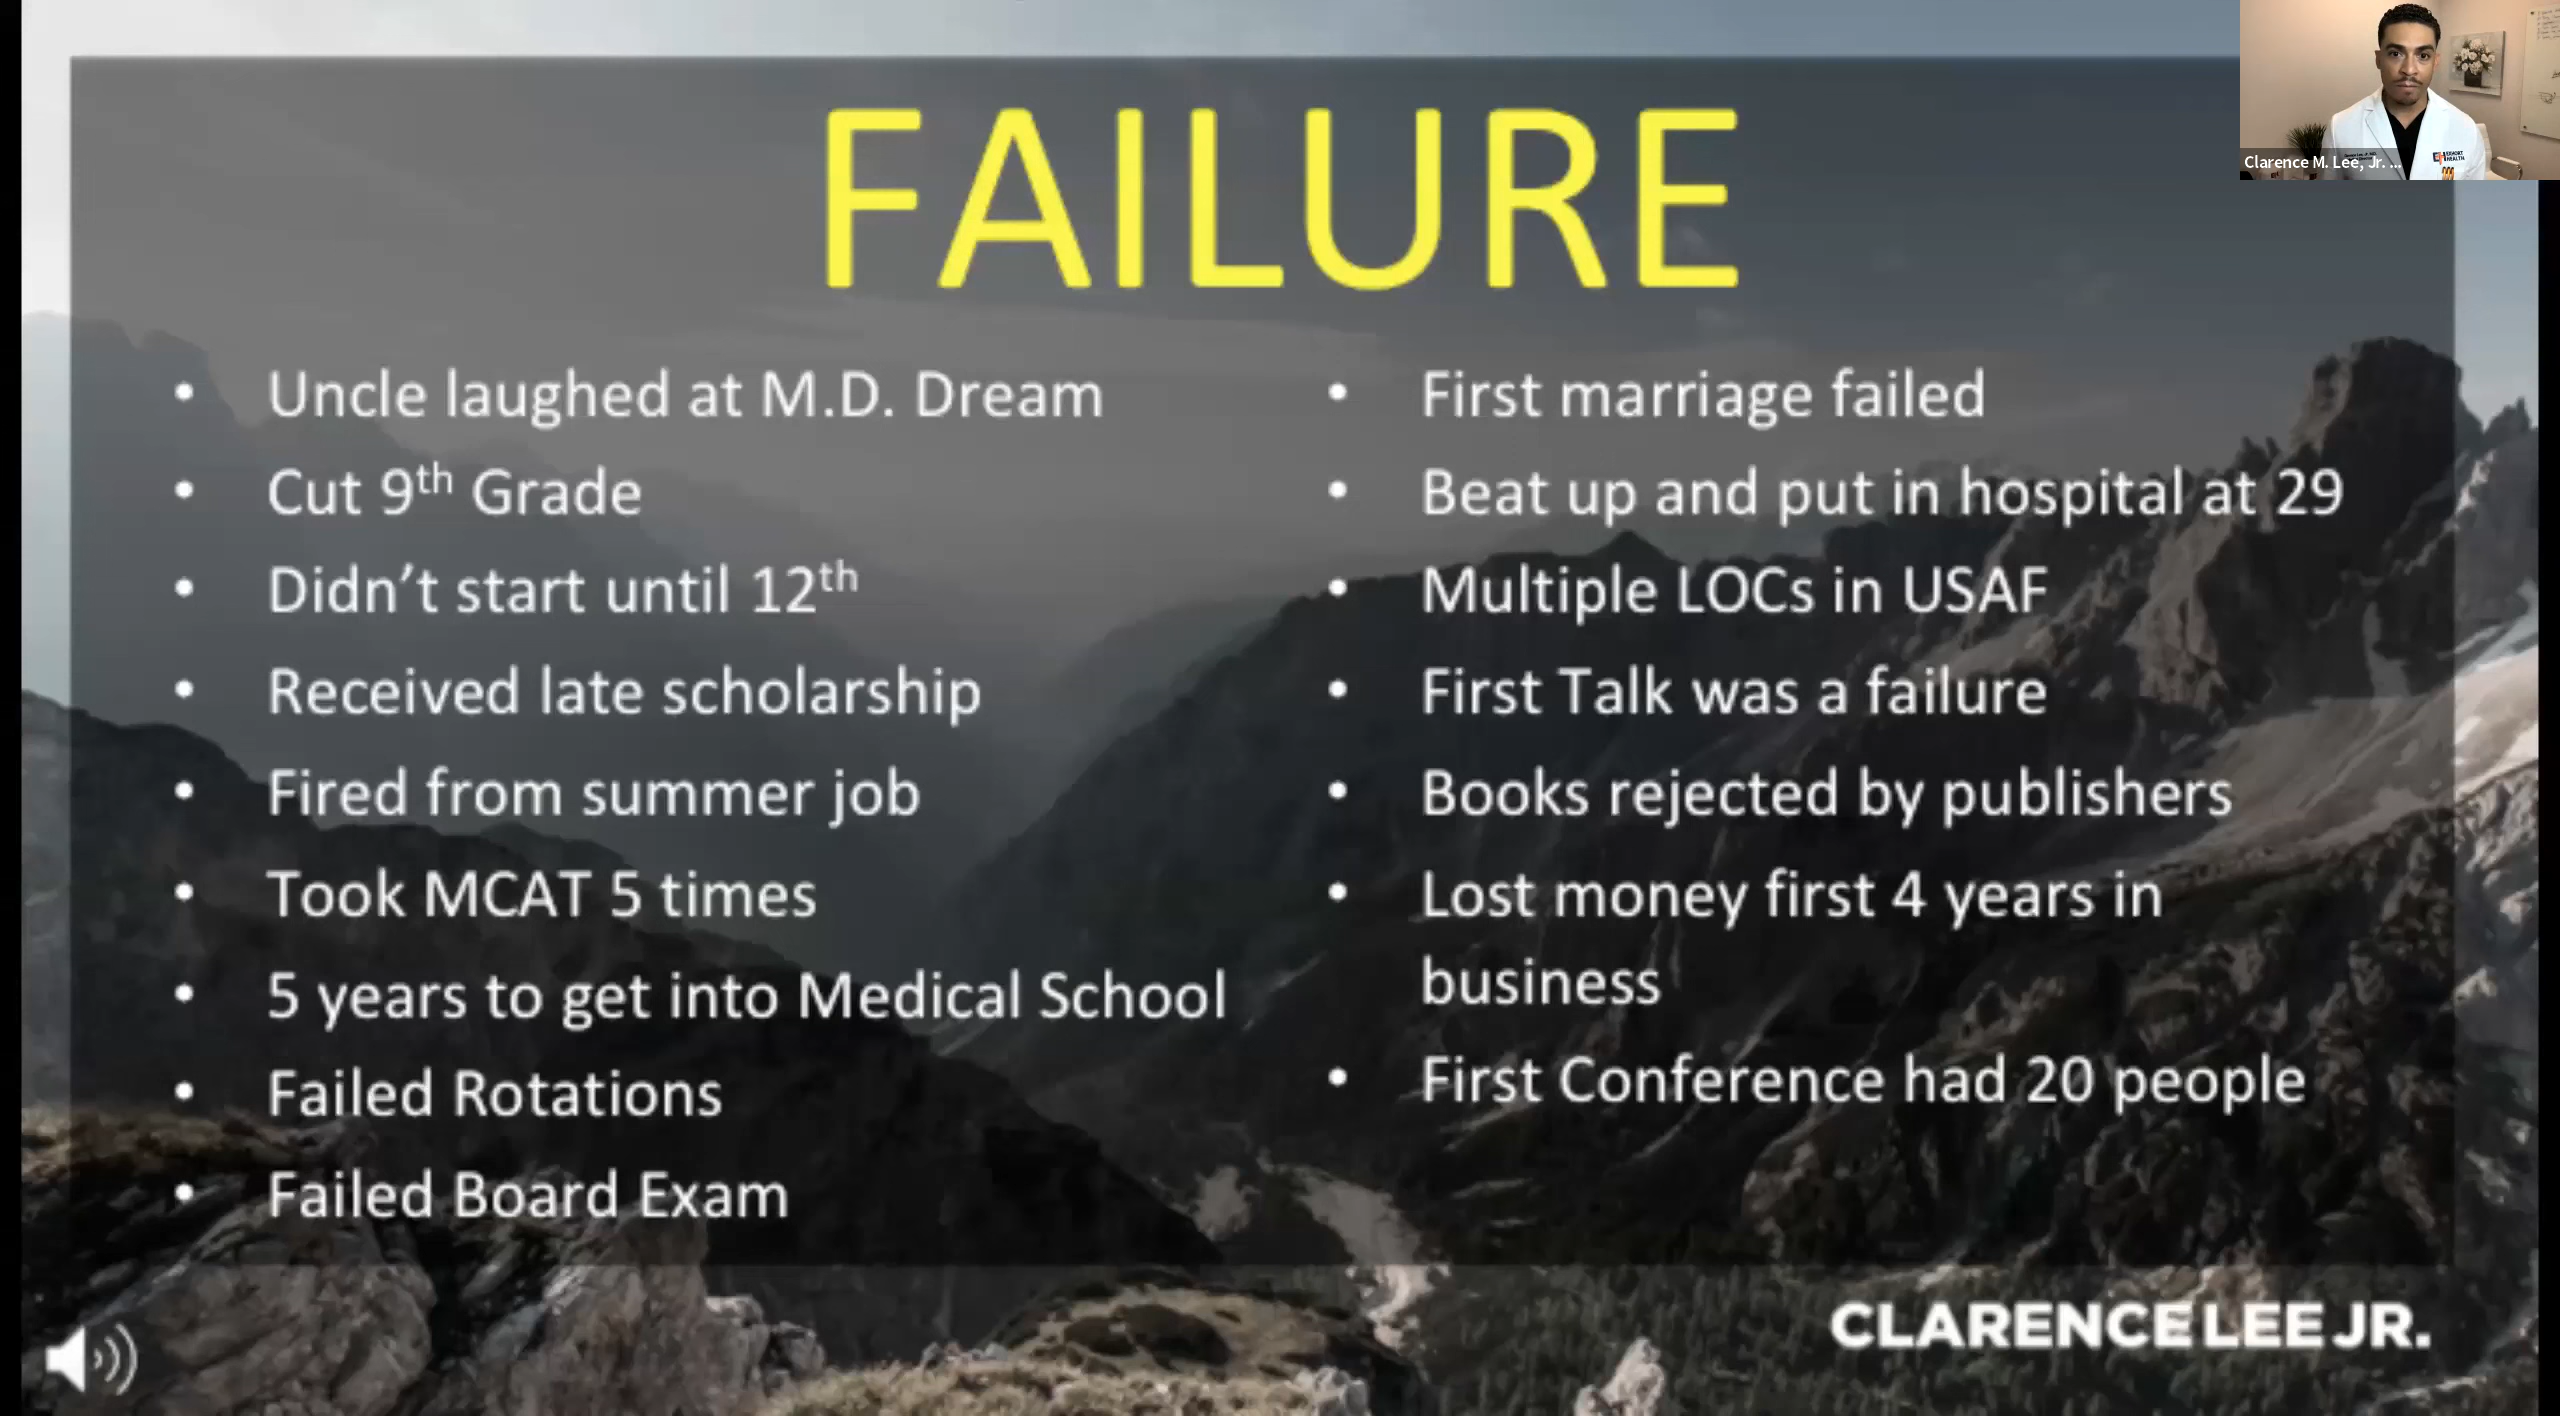 FAILURE
• Uncle laughed at M.D. Dream
• Cut 9th Grade
• Didn’t start until 12th
• Received late scholarship
• Fired from summer job
• Took MCAT 5 times
• 5 years to get into Medical School
• Failed Rotations
• Failed Board Exam
• First marriage failed
• Beat up and put in hospital at 29
• Multiple LOCs in USAF
• First Talk was a failure
• Books rejected by publishers
• Lost money first 4 years in
business
• First Conference had 20 people
CLARENCE LEE JR.
Clarence M. Lee, Jr. ...
HEALTH